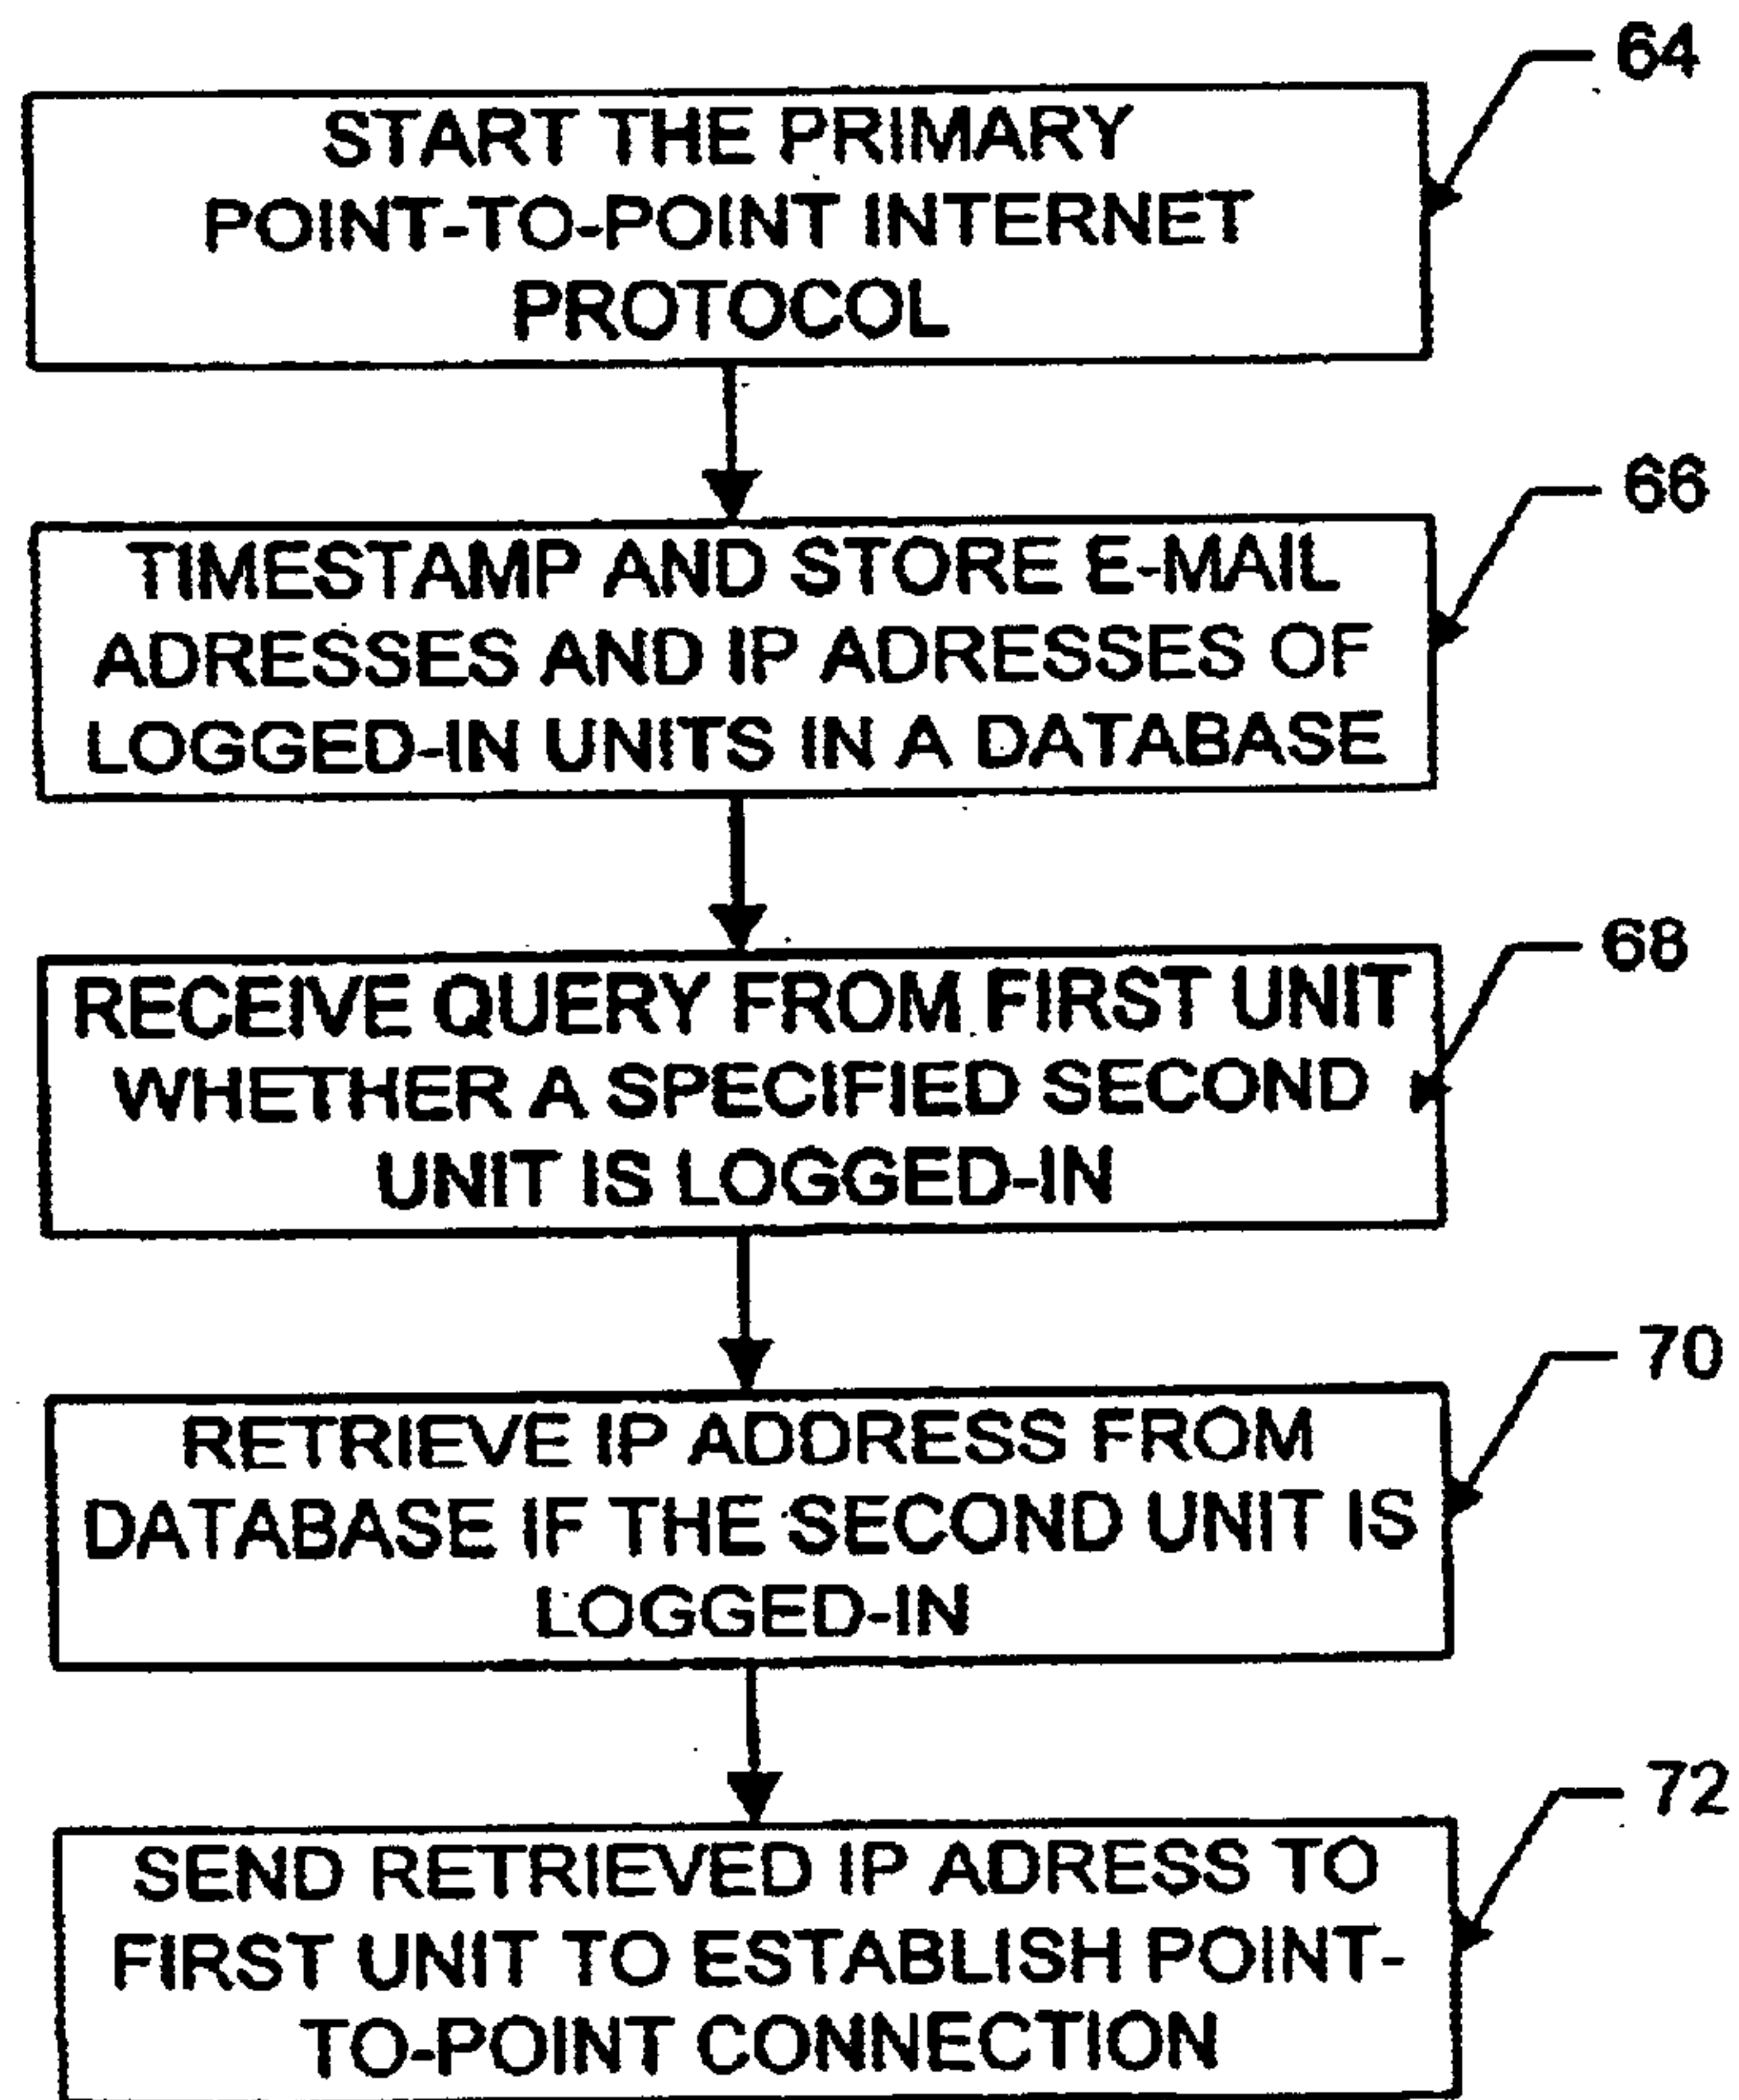 64
START THE PRIMARY
POINT-TO-POINT INTERNET
PROTOCOL
66
TIMESTAMP AND STORE E-MAIL
ADRESSES AND IP ADRESSES OF
LOGGED-IN UNITS IN A DATABASE
68
RECEIVE QUERY FROM FIRST UNIT
WHETHER A SPECIFIED SECOND
UNIT IS LOGGED-IN
70
RETRIEVE IP ADDRESS FROM
DATABASE IF THE SECOND UNIT IS
LOGGED-IN
72
SEND RETRIEVED IP ADRESS TO
FIRST UNIT TO ESTABLISH POINT-
TO-POINT CONNECTION